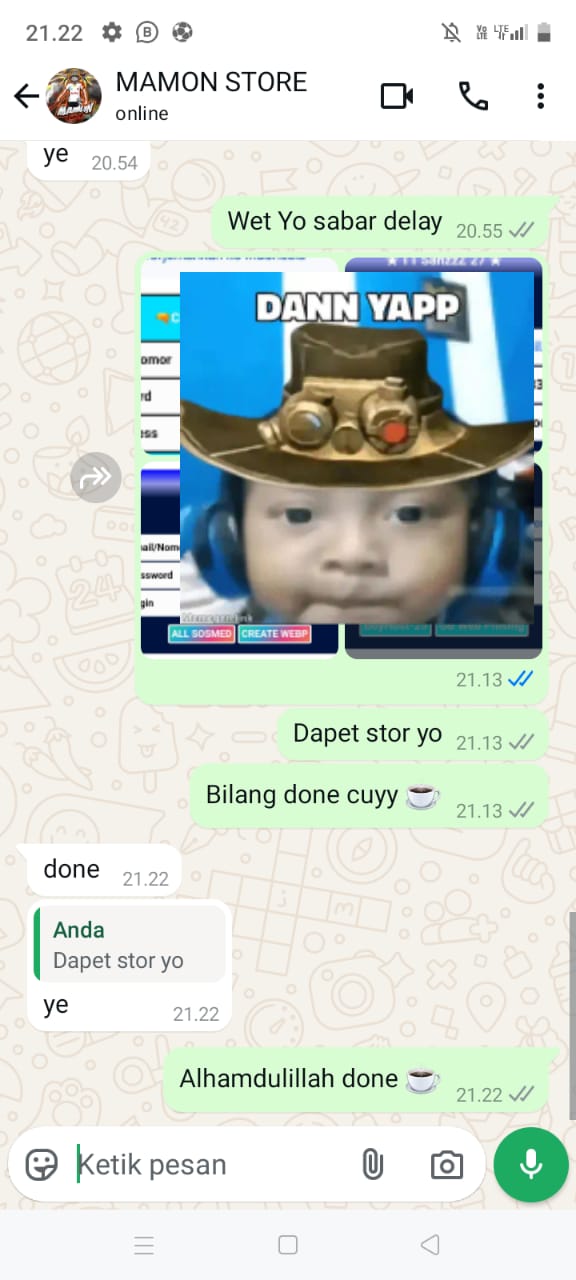 21.22
MAMON STORE
online
ye 20.54
Wet Yo sabar delay 20.55
DANN YAPP
omor
rd
ess
ail/Nom
ssword
gin
ALL SOSMED CREATE WEBP
21.13
Dapet stor yo 21.13
Bilang done cuyy 21.13
done 21.22
Anda
Dapet stor yo
ye 21.22
Alhamdulillah done 21.22
Ketik pesan